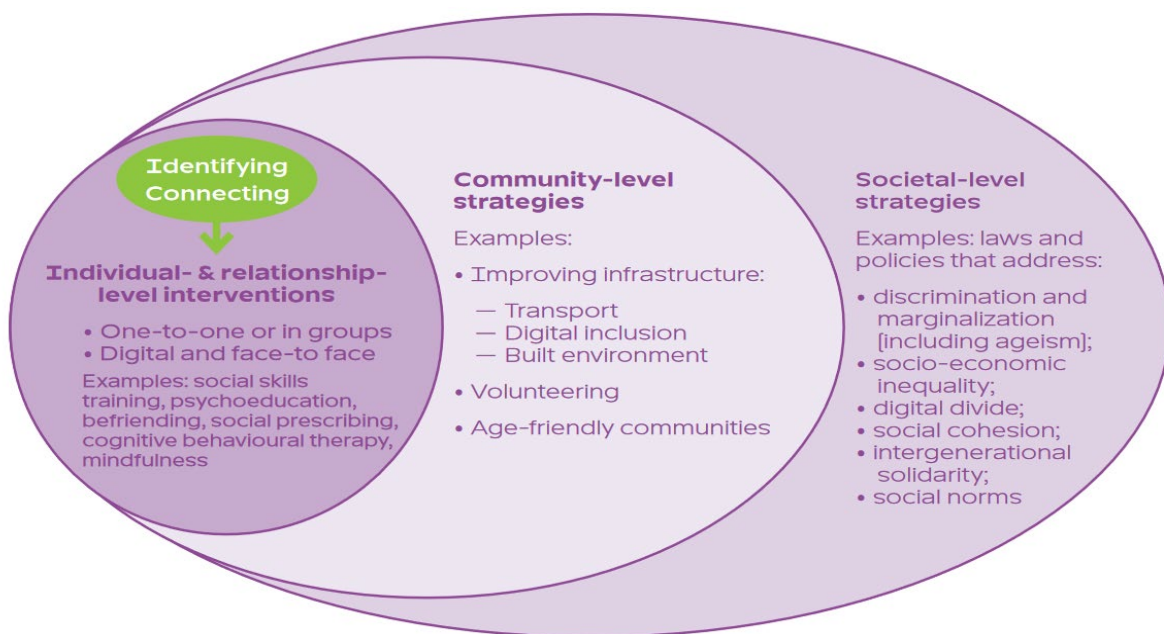 Identifying
Connecting
Individual- & relationship-
level interventions
• One-to-one or in groups
• Digital and face-to face
Examples: social skills
training, psychoeducation,
befriending, social prescribing,
cognitive behavioural therapy,
mindfulness
Community-level
strategies
Examples:
• Improving infrastructure:
— Transport
— Digital inclusion
— Built environment
• Volunteering
• Age-friendly communities
Societal-level
strategies
Examples: laws and
policies that address:
• discrimination and
marginalization
[including ageism];
• socio-economic
inequality;
• digital divide;
• social cohesion;
• intergenerational
solidarity;
• social norms